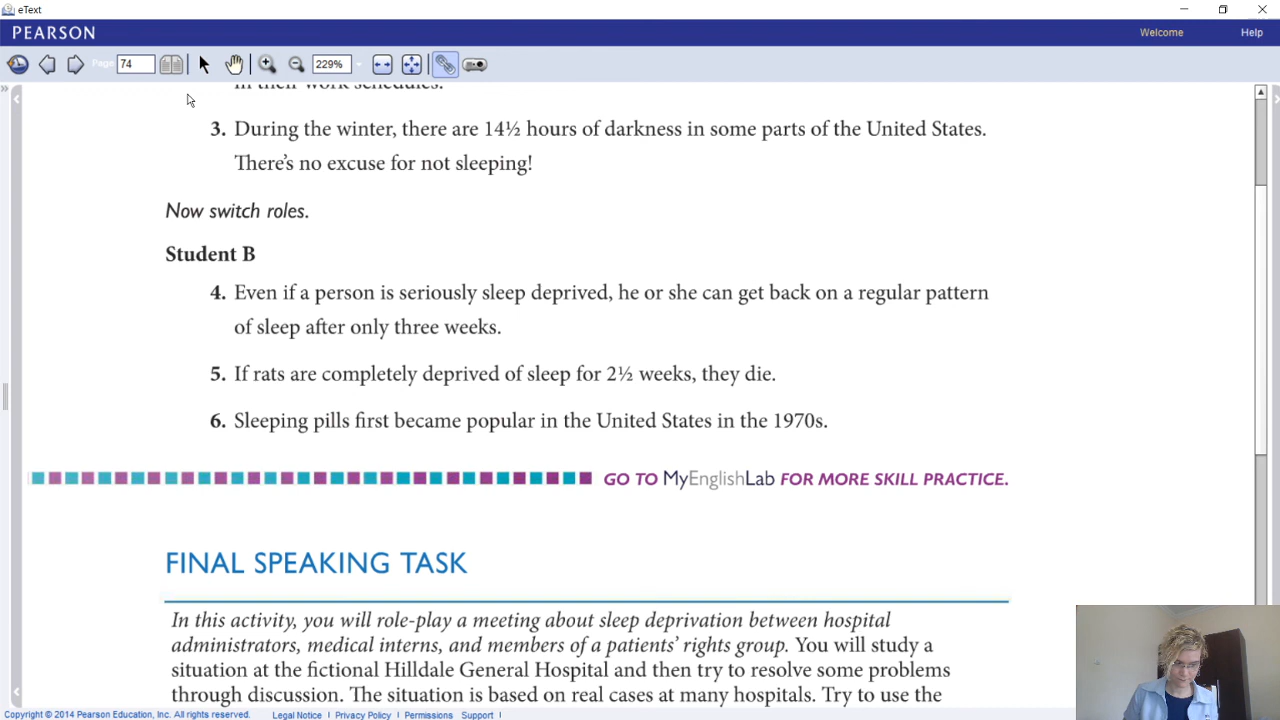 eText
PEARSON
Welcome
Help
Page
74
229%
in their work schedules.
3. During the winter, there are 14½ hours of darkness in some parts of the United States.
There's no excuse for not sleeping!
Now switch roles.
Student B
4. Even if a person is seriously sleep deprived, he or she can get back on a regular pattern
of sleep after only three weeks.
5. If rats are completely deprived of sleep for 2½ weeks, they die.
6. Sleeping pills first became popular in the United States in the 1970s.
GO TO MyEnglishLab FOR MORE SKILL PRACTICE.
FINAL SPEAKING TASK
In this activity, you will role-play a meeting about sleep deprivation between hospital
administrators, medical interns, and members of a patients' rights group. You will study a
situation at the fictional Hilldale General Hospital and then try to resolve some problems
through discussion. The situation is based on real cases at many hospitals. Try to use the
Copyright © 2014 Pearson Education, Inc. All rights reserved.
Legal Notice | Privacy Policy | Permissions Support |